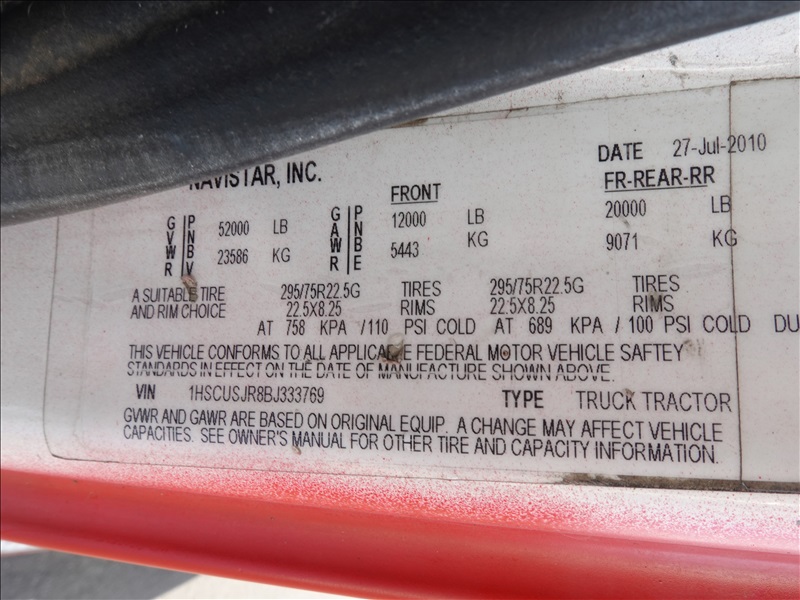 NAVISTAR, INC. DATE 27-Jul-2010
FRONT FR-REAR-RR
GVWR PNBV 52000 LB GAWR PNBE 12000 LB 20000 LB
23586 KG 5443 KG 9071 KG
A SUITABLE TIRE 295/75R22.5G TIRES 295/75R22.5G TIRES
AND RIM CHOICE 22.5X8.25 RIMS 22.5X8.25 RIMS
AT 758 KPA /110 PSI COLD AT 689 KPA / 100 PSI COLD DU
THIS VEHICLE CONFORMS TO ALL APPLICABLE FEDERAL MOTOR VEHICLE SAFTEY
STANDARDS IN EFFECT ON THE DATE OF MANUFACTURE SHOWN ABOVE.
VIN 1HSCUSJR8BJ333769 TYPE TRUCK TRACTOR
GVWR AND GAWR ARE BASED ON ORIGINAL EQUIP. A CHANGE MAY AFFECT VEHICLE
CAPACITIES. SEE OWNER'S MANUAL FOR OTHER TIRE AND CAPACITY INFORMATION.